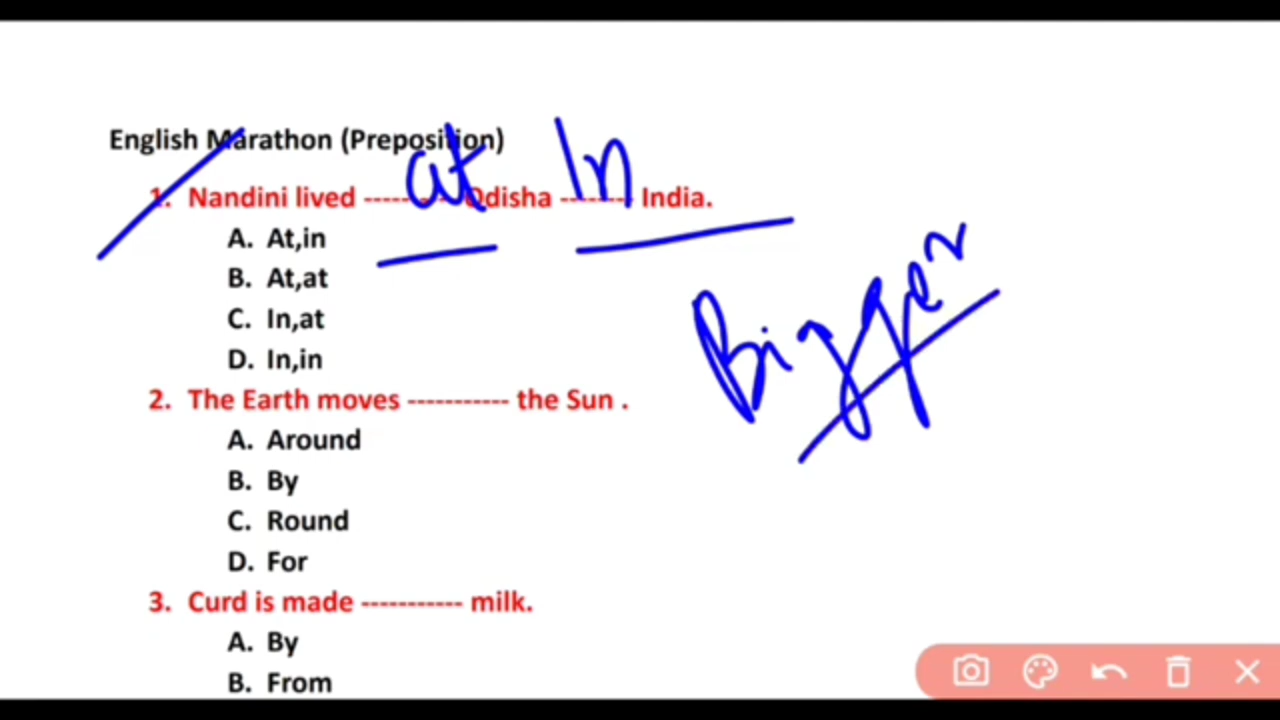 English Marathon (Preposition)
at In
1. Nandini lived --------- Odisha -------- India.
A. At,in
B. At,at
Bigger
C. In,at
D. In,in
2. The Earth moves ----------- the Sun .
A. Around
B. By
C. Round
D. For
3. Curd is made ----------- milk.
A. By
B. From